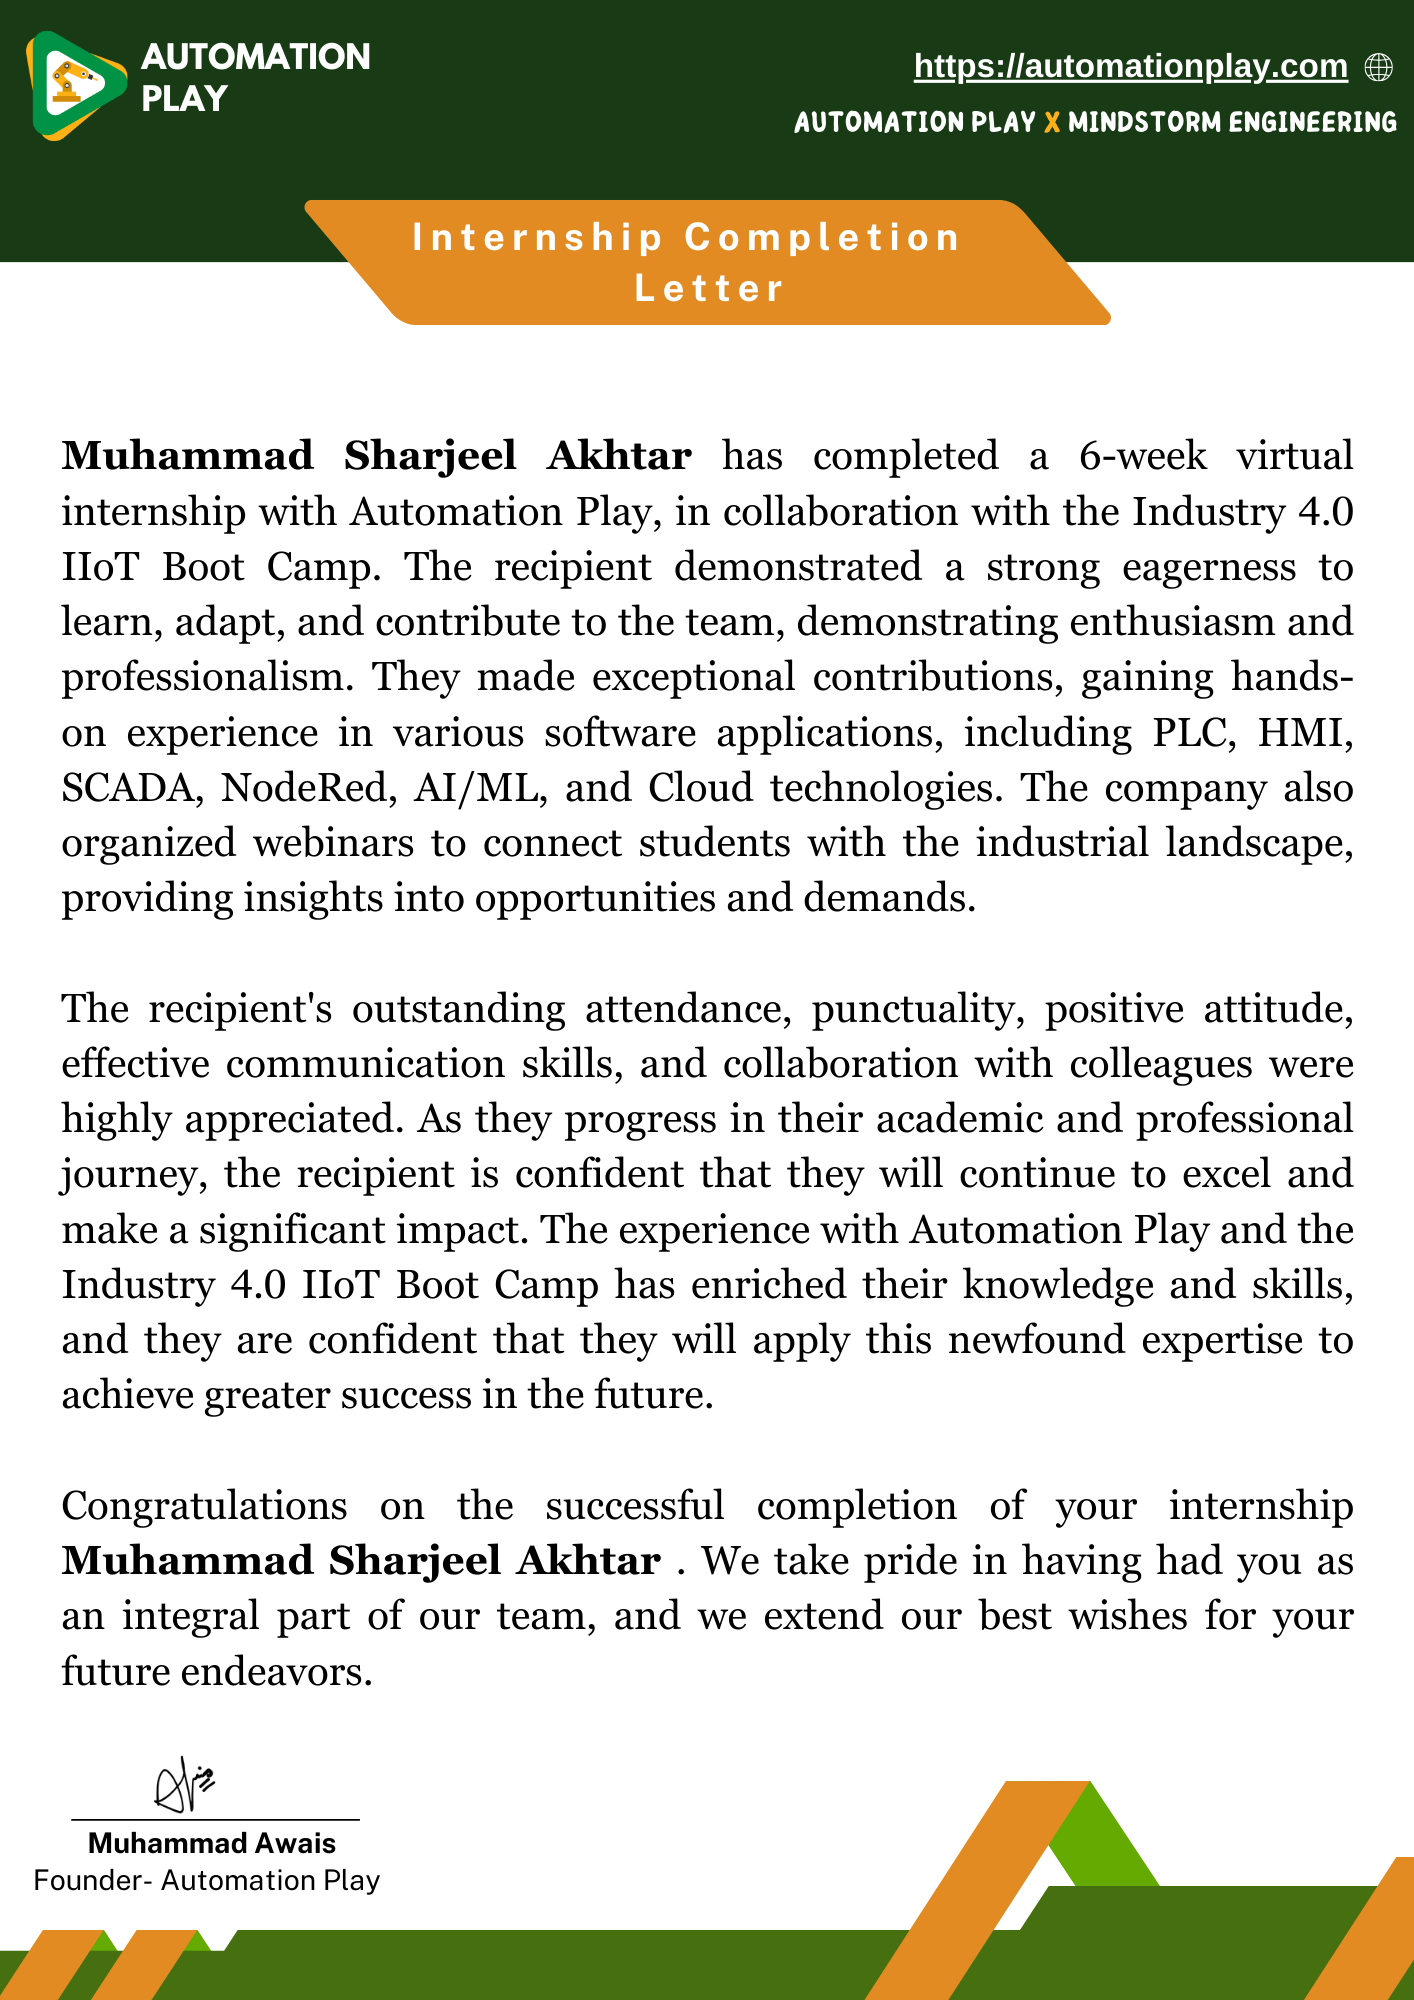 AUTOMATION
PLAY
https://automationplay.com
AUTOMATION PLAY X MINDSTORM ENGINEERING
Internship Completion
Letter
Muhammad Sharjeel Akhtar has completed a 6-week virtual
internship with Automation Play, in collaboration with the Industry 4.0
IIoT Boot Camp. The recipient demonstrated a strong eagerness to
learn, adapt, and contribute to the team, demonstrating enthusiasm and
professionalism. They made exceptional contributions, gaining hands-
on experience in various software applications, including PLC, HMI,
SCADA, NodeRed, AI/ML, and Cloud technologies. The company also
organized webinars to connect students with the industrial landscape,
providing insights into opportunities and demands.
The recipient's outstanding attendance, punctuality, positive attitude,
effective communication skills, and collaboration with colleagues were
highly appreciated. As they progress in their academic and professional
journey, the recipient is confident that they will continue to excel and
make a significant impact. The experience with Automation Play and the
Industry 4.0 IIoT Boot Camp has enriched their knowledge and skills,
and they are confident that they will apply this newfound expertise to
achieve greater success in the future.
Congratulations on the successful completion of your internship
Muhammad Sharjeel Akhtar . We take pride in having had you as
an integral part of our team, and we extend our best wishes for your
future endeavors.
Muhammad Awais
Founder- Automation Play